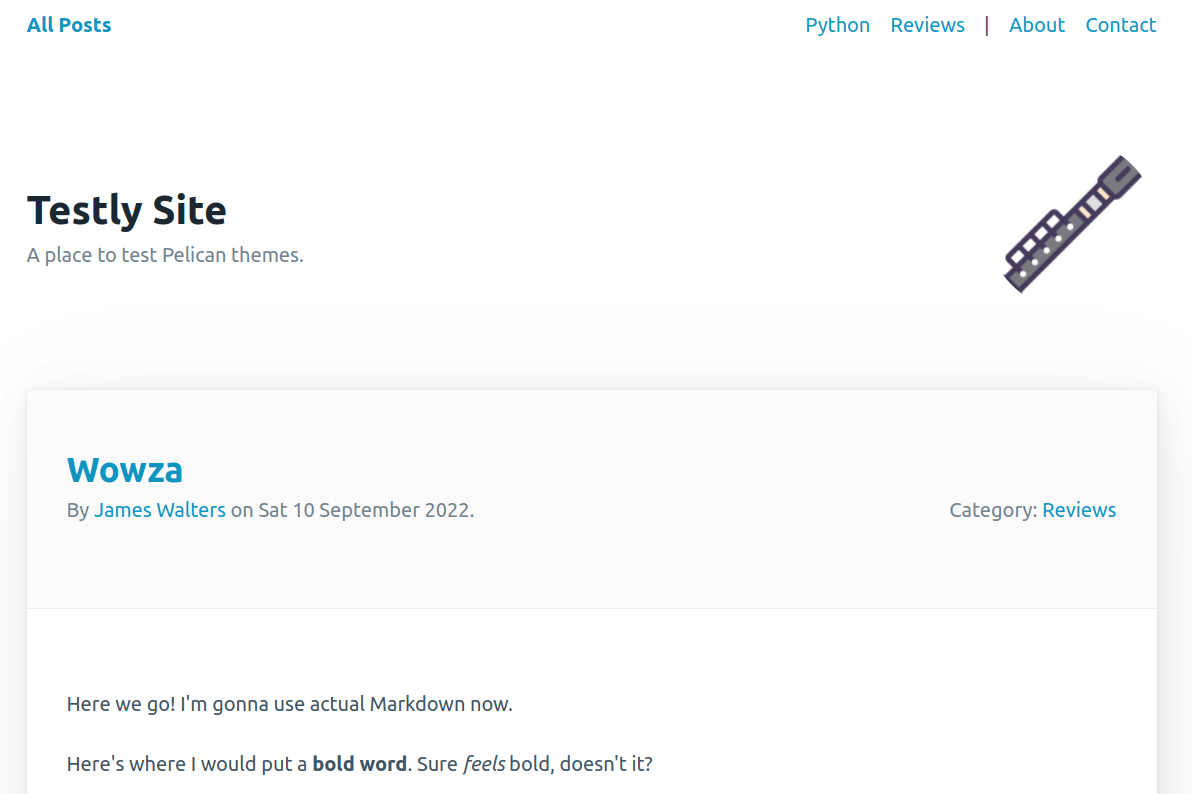 All Posts
Python Reviews | About Contact
Testly Site
A place to test Pelican themes.
Wowza
By James Walters on Sat 10 September 2022.
Category: Reviews
Here we go! I'm gonna use actual Markdown now.
Here's where I would put a bold word. Sure feels bold, doesn't it?